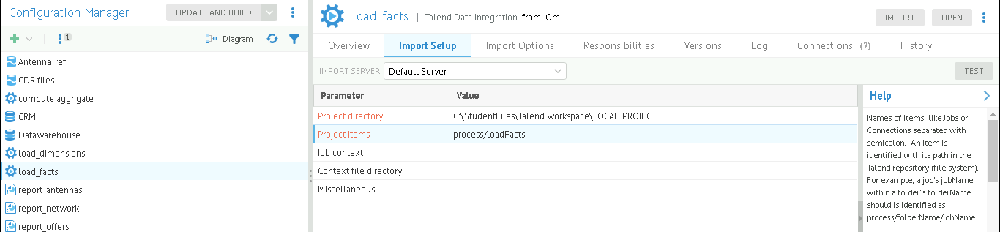 Configuration Manager
UPDATE AND BUILD
1
Diagram
Antenna_ref
CDR files
compute aggrigate
CRM
Datawarehouse
load_dimensions
load_facts
report_antennas
report_network
report_offers
load_facts | Talend Data Integration from Om
IMPORT
OPEN
Overview
Import Setup
Import Options
Responsibilities
Versions
Log
Connections (2)
History
IMPORT SERVER
Default Server
TEST
Parameter Value
Project directory C\StudentFiles\Talend workspace\LOCAL_PROJECT
Project items process/loadFacts
Job context
Context file directory
Miscellaneous
Help
Names of items, like Jobs or
Connections separated with
semicolon. An item is
identified with its path in the
Talend repository (file system).
For example, a job's jobName
within a folder's folderName
should is identified as
process/folderName/jobName.